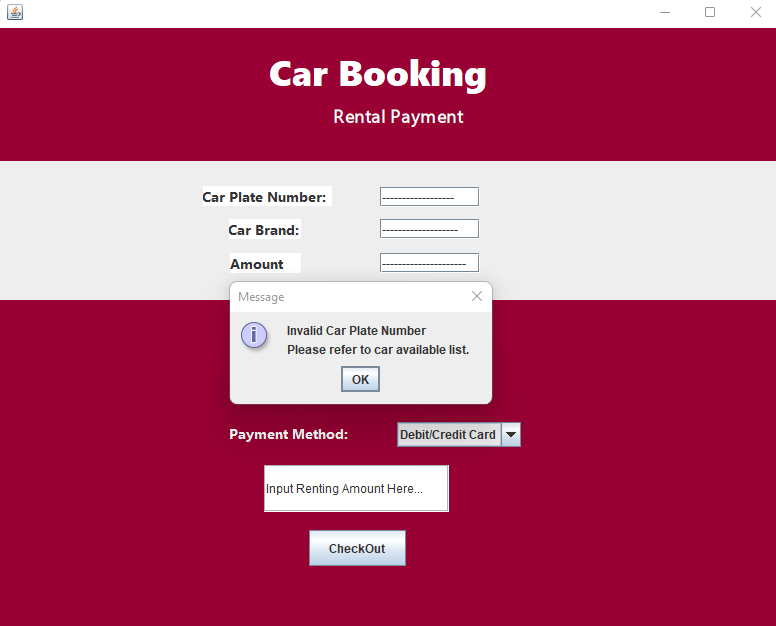 Car Booking
Rental Payment
Car Plate Number: ------------------
Car Brand: -------------------
Amount ---------------------
Message
Invalid Car Plate Number
Please refer to car available list.
OK
Payment Method: Debit/Credit Card
Input Renting Amount Here...
CheckOut